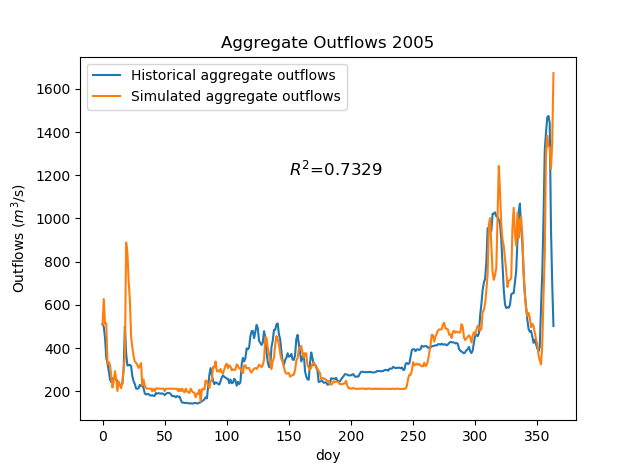 Aggregate Outflows 2005
Historical aggregate outflows
Simulated aggregate outflows
R²=0.7329
Outflows (m³/s)
1600
1400
1200
1000
800
600
400
200
0 50 100 150 200 250 300 350
doy